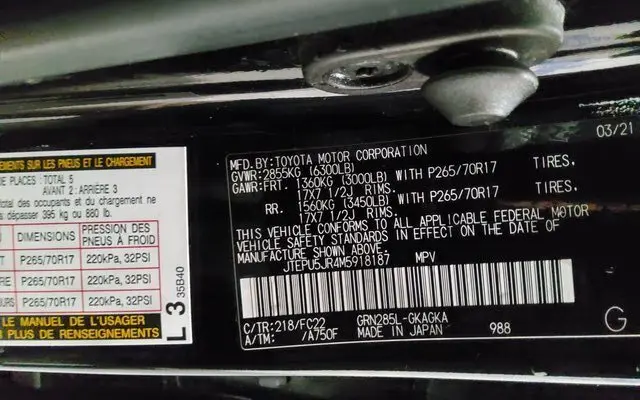 EMENTS SUR LES PNEUS ET LE CHARGEMENT
E PLACES: TOTAL 5
AVANT 2: ARRIÈRE 3
total des occupants et du chargement ne
dépasser 395 kg ou 880 lb.
DIMENSIONS
PRESSION DES
PNEUS À FROID
P265/70R17 220kPa, 32PSI
P265/70R17 220kPa, 32PSI
P265/70R17 220kPa, 32PSI
LE MANUEL DE L'USAGER
PLUS DE RENSEIGNEMENTS
L 3 35B40
03/21
MFD.BY:TOYOTA MOTOR CORPORATION
GVWR:2855KG (6300LB)
GAWR:FRT. 1360KG (3000LB) WITH P265/70R17 TIRES,
17X7 1/2J RIMS.
RR. 1560KG (3450LB) WITH P265/70R17 TIRES,
17X7 1/2J RIMS.
THIS VEHICLE CONFORMS TO ALL APPLICABLE FEDERAL MOTOR
VEHICLE SAFETY STANDARDS IN EFFECT ON THE DATE OF
MANUFACTURE SHOWN ABOVE.
JTEPU5JR4M5918187 MPV
C/TR:218/FC22 GRN285L-GKAGKA
A/TM: /A750F MADE IN JAPAN 988
G